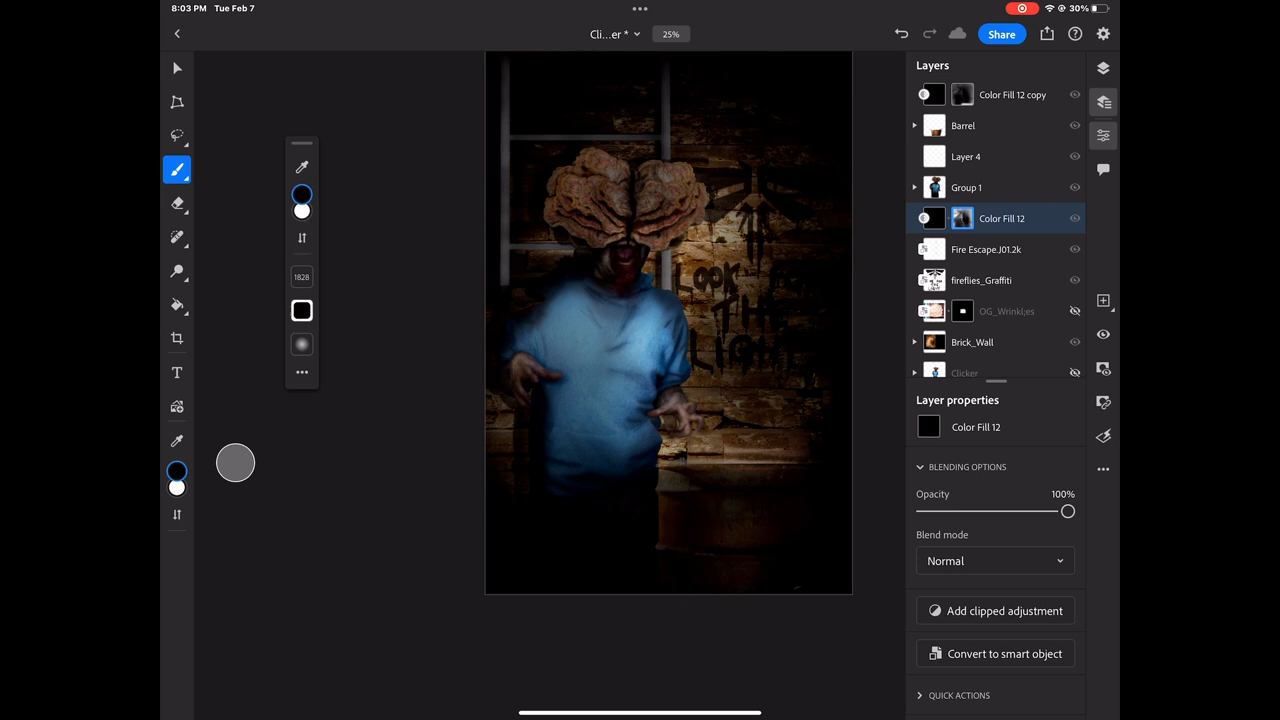 8:03 PM Tue Feb 7
30%
Cli...er *
25%
Share
Layers
Color Fill 12 copy
Barrel
Layer 4
Group 1
Color Fill 12
Fire Escape.J01.2k
fireflies_Graffiti
OG_Wrinkl;es
Brick_Wall
Clicker
1828
LOOK FOR
THE
LIGHT
Layer properties
Color Fill 12
BLENDING OPTIONS
Opacity 100%
Blend mode
Normal
Add clipped adjustment
Convert to smart object
QUICK ACTIONS